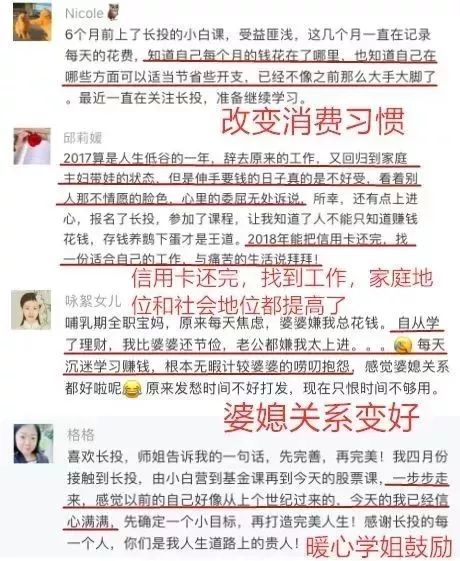 Nicole
6个月前上了长投的小白课，受益匪浅，这几个月一直在记录
每天的花费，知道自己每个月的钱花在了哪里，也知道自己在
哪些方面可以适当节省些开支，已经不像之前那么大手大脚了
。最近一直在关注长投，准备继续学习。
改变消费习惯
邱莉媛
2017算是人生低谷的一年，辞去原来的工作，又回归到家庭
主妇带娃的状态，但是伸手要钱的日子真的是不好受，看着别
人那不情愿的脸色，心里的委屈无处诉说。所幸，还有点上进
心，报名了长投，参加了课程，让我知道了人不能只知道赚钱
花钱，存钱养鹅下蛋才是王道。2018年能把信用卡还完，找
一份适合自己的工作，与痛苦的生活说拜拜！
信用卡还完，找到工作，家庭地
位和社会地位都提高了
咏絮女儿
哺乳期全职宝妈，原来每天焦虑，婆婆嫌我总花钱。自从学
了理财，我比婆婆还节俭，老公都嫌我太上进。。。每天
沉迷学习赚钱，根本无暇计较婆婆的唠叨抱怨，感觉婆媳关系
都好啦呢😂原来发愁时间不好打发，现在只恨时间不够用。
婆媳关系变好
格格
喜欢长投，师姐告诉我的一句话，先完善，再完美！我四月份
接触到长投，由小白营到基金课再到今天的股票课，一步步走
来，感觉以前的自己好像从上个世纪过来的，今天的我已经信
心满满，先确定一个小目标，再打造完美人生！感谢长投的每
一个人，你们是我人生道路上的贵人！
暖心学姐鼓励